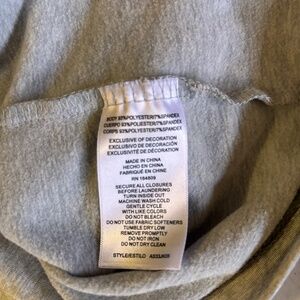 BODY 93%POLYESTER/7%SPANDEX
CUERPO 93%POLIESTER/7%SPANDEX
CORPS 93%POLYESTER/7%SPANDEX
EXCLUSIVE OF DECORATION
EXCLUSIVO DE DECORACIÓN
EXCLUSIVITÉ DE DÉCORATION
MADE IN CHINA
HECHO EN CHINA
FABRIQUÉ EN CHINE
RN 164809
SECURE ALL CLOSURES
BEFORE LAUNDERING
TURN INSIDE OUT
MACHINE WASH COLD
GENTLE CYCLE
WITH LIKE COLORS
DO NOT BLEACH
DO NOT USE FABRIC SOFTENERS
TUMBLE DRY LOW
REMOVE PROMPTLY
DO NOT IRON
DO NOT DRY CLEAN
STYLE/ESTILO